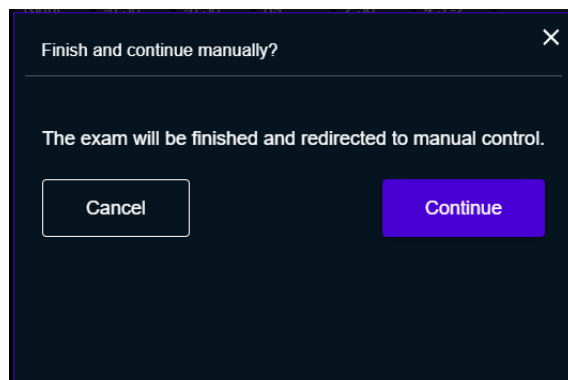 Finish and continue manually?
The exam will be finished and redirected to manual control.
Cancel
Continue